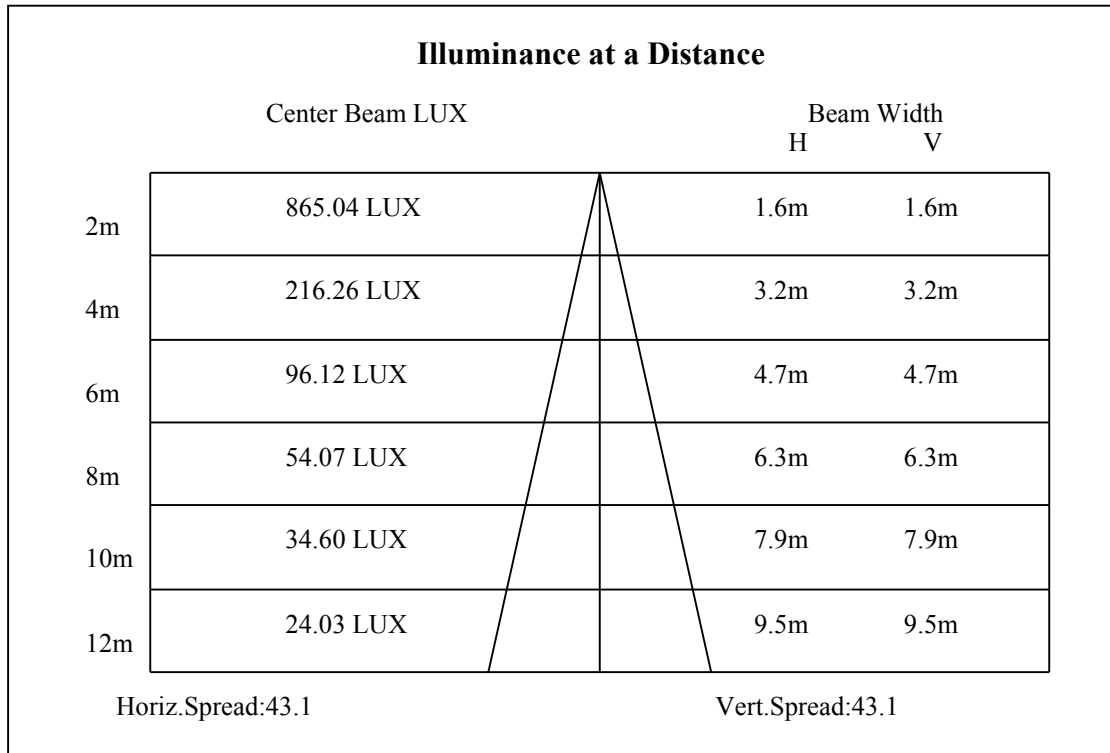 Illuminance at a Distance
Center Beam LUX Beam Width
H V
2m 865.04 LUX 1.6m 1.6m
4m 216.26 LUX 3.2m 3.2m
6m 96.12 LUX 4.7m 4.7m
8m 54.07 LUX 6.3m 6.3m
10m 34.60 LUX 7.9m 7.9m
12m 24.03 LUX 9.5m 9.5m
Horiz.Spread:43.1 Vert.Spread:43.1